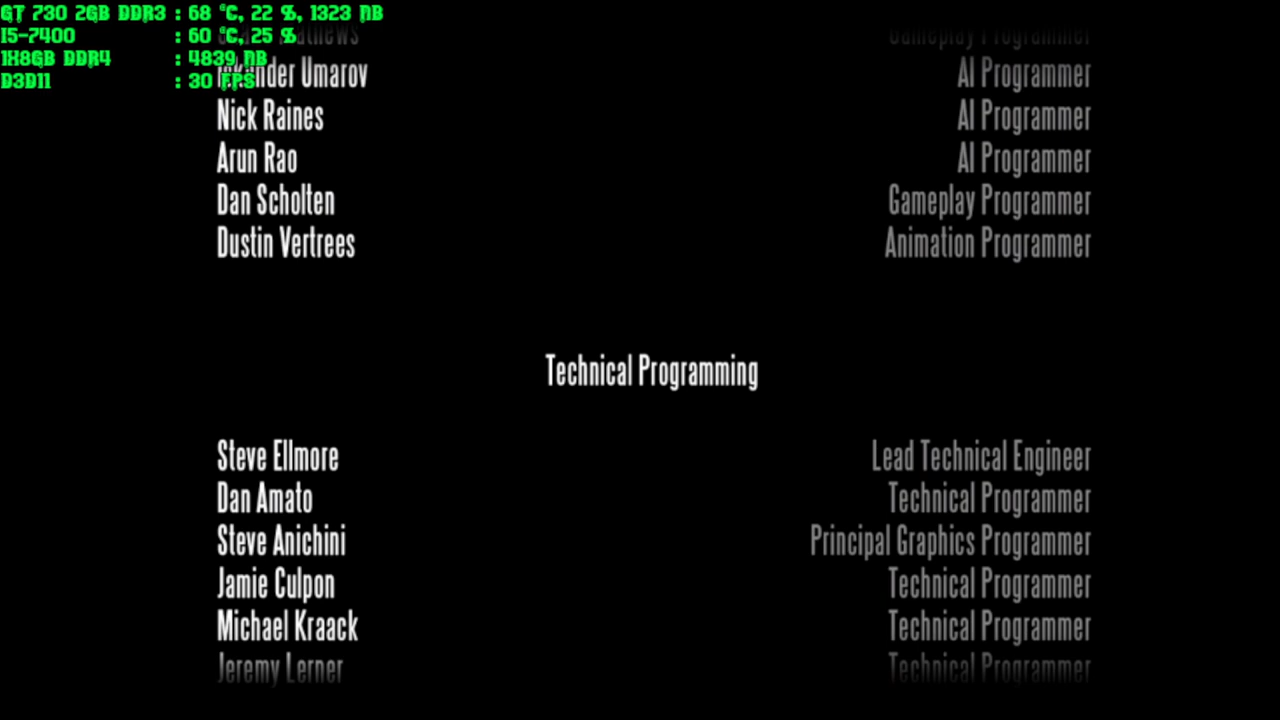 GT 730 2GB DDR3 : 68 °C, 22 %, 1323 MB
I5-7400 : 60 °C, 25 %
1X8GB DDR4 : 4839 MB
D3D11 : 30 FPS
Gameplay Programmer
Umarov AI Programmer
Nick Raines AI Programmer
Arun Rao AI Programmer
Dan Scholten Gameplay Programmer
Dustin Vertrees Animation Programmer
Technical Programming
Steve Ellmore Lead Technical Engineer
Dan Amato Technical Programmer
Steve Anichini Principal Graphics Programmer
Jamie Culpon Technical Programmer
Michael Kraack Technical Programmer
Jeremy Lerner Technical Programmer